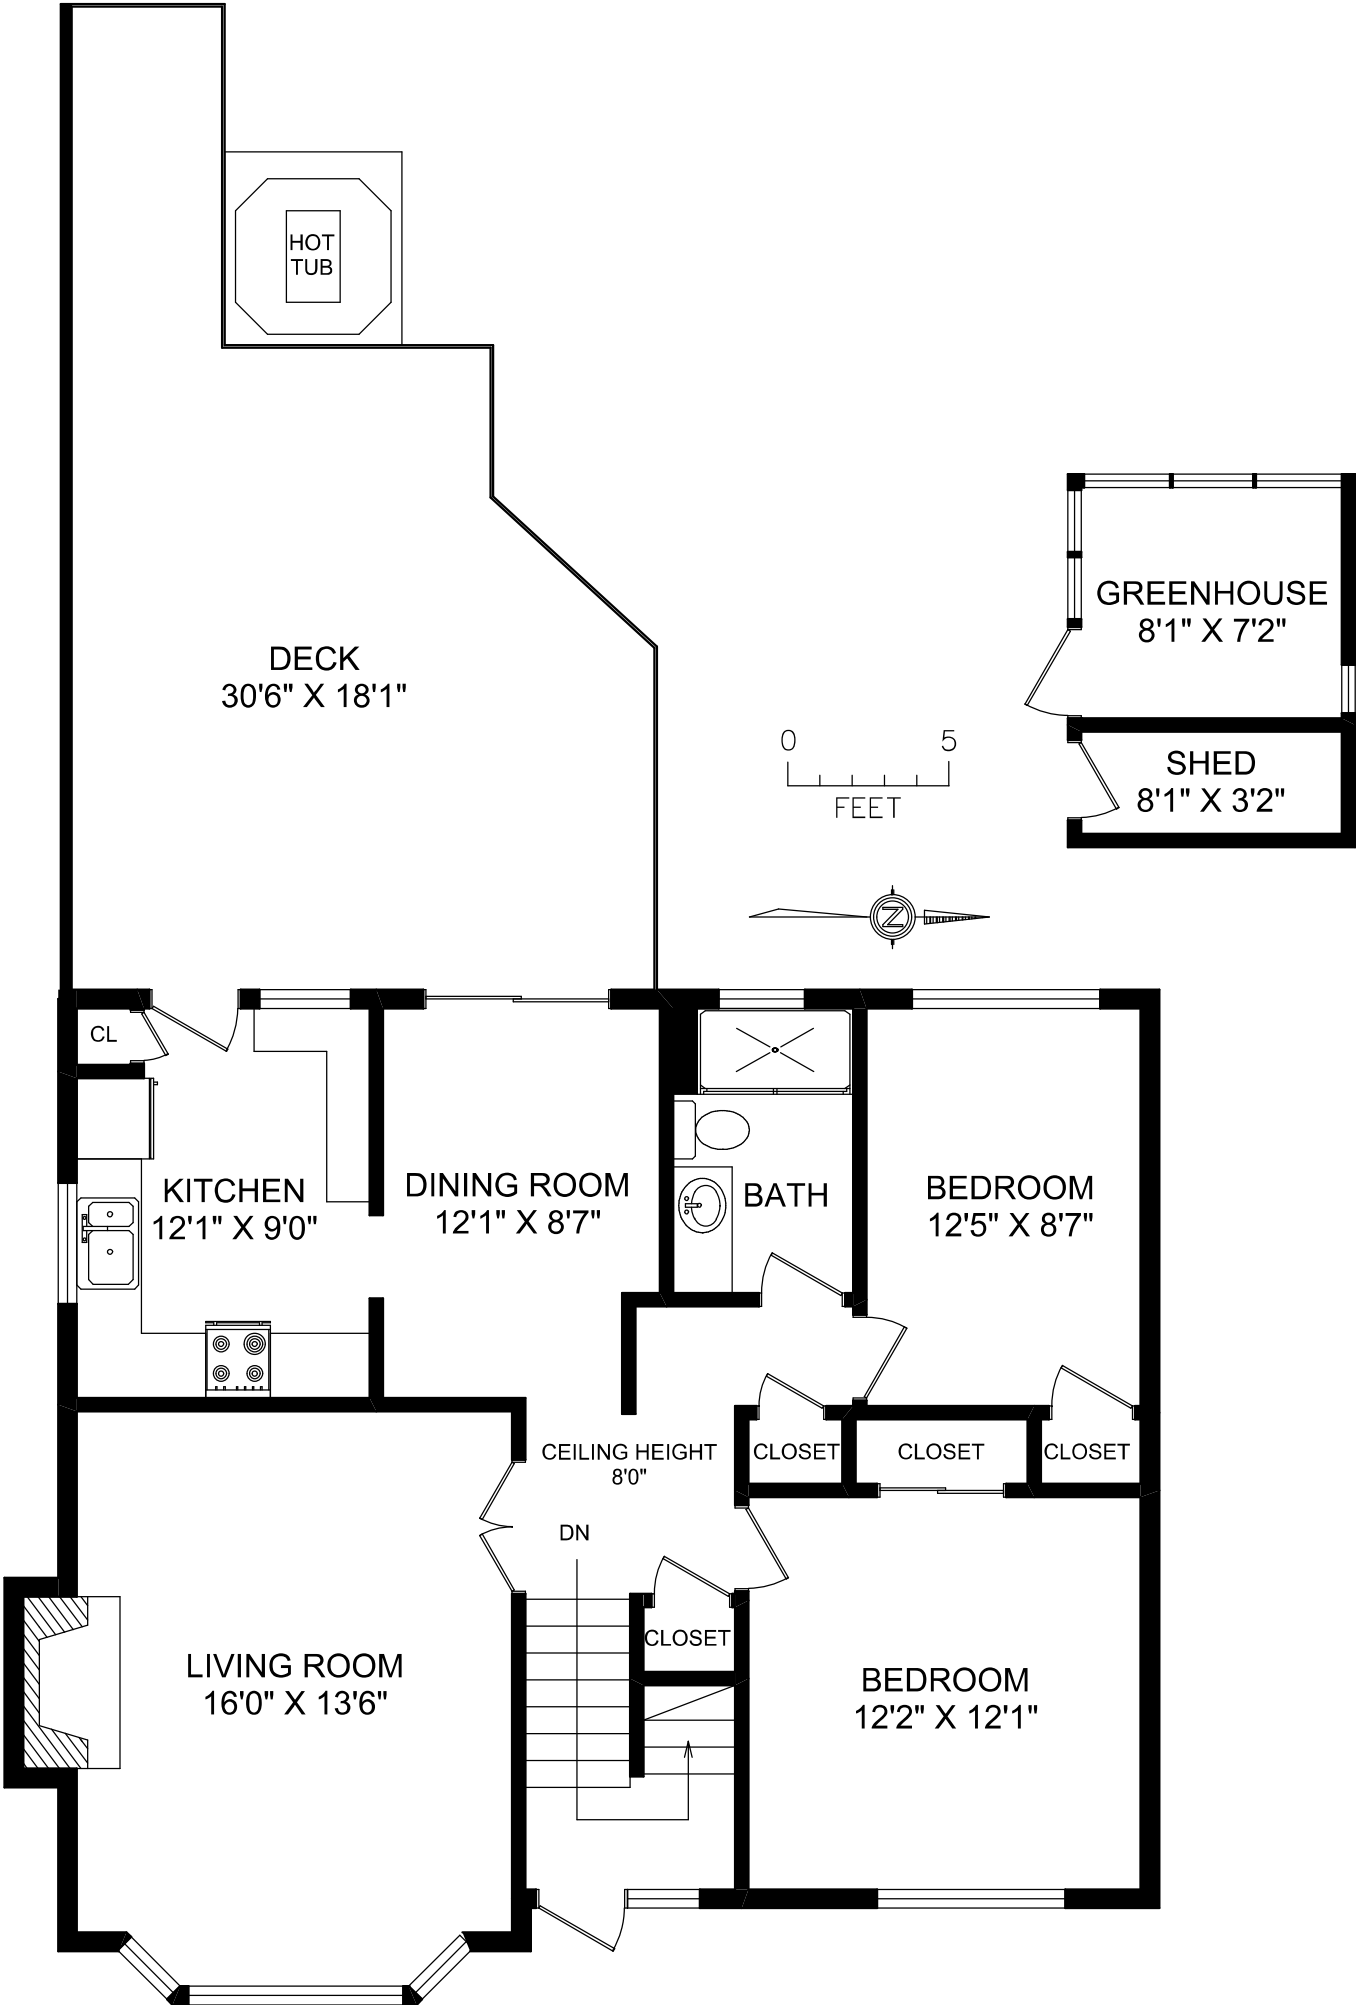 HOT
TUB
GREENHOUSE
8'1" X 7'2"
DECK
30'6" X 18'1"
0 5
FEET
SHED
8'1" X 3'2"
N
CL
KITCHEN
12'1" X 9'0"
DINING ROOM
12'1" X 8'7"
BATH
BEDROOM
12'5" X 8'7"
CEILING HEIGHT
8'0"
CLOSET
CLOSET
CLOSET
DN
CLOSET
LIVING ROOM
16'0" X 13'6"
BEDROOM
12'2" X 12'1"